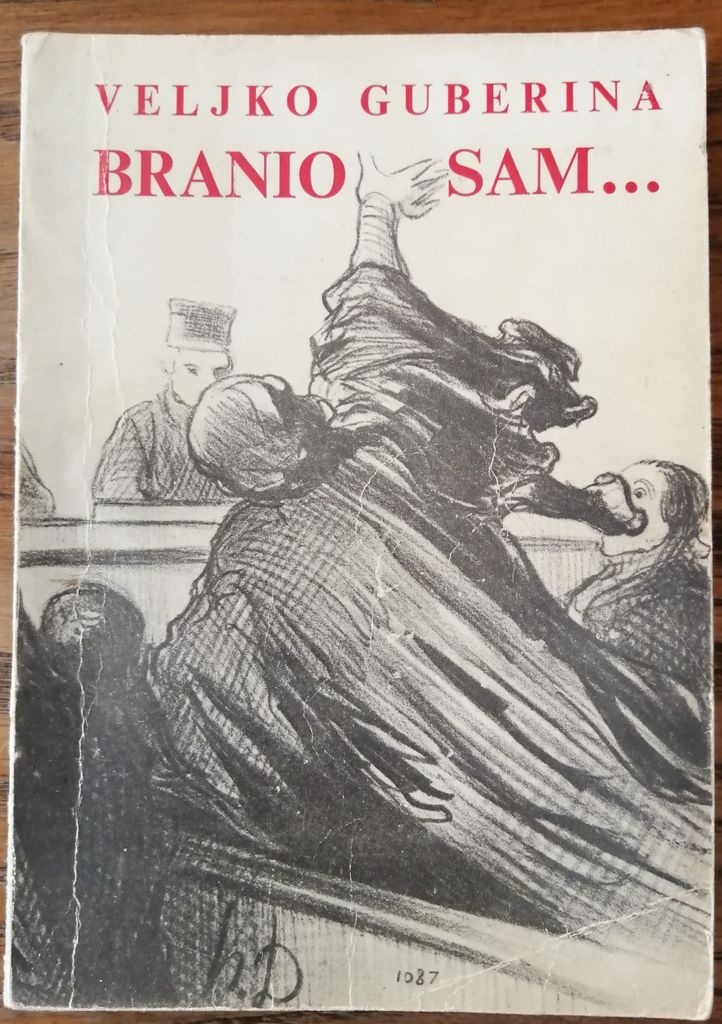 VELJKO GUBERINA
BRANIO SAM...
h.D
1087